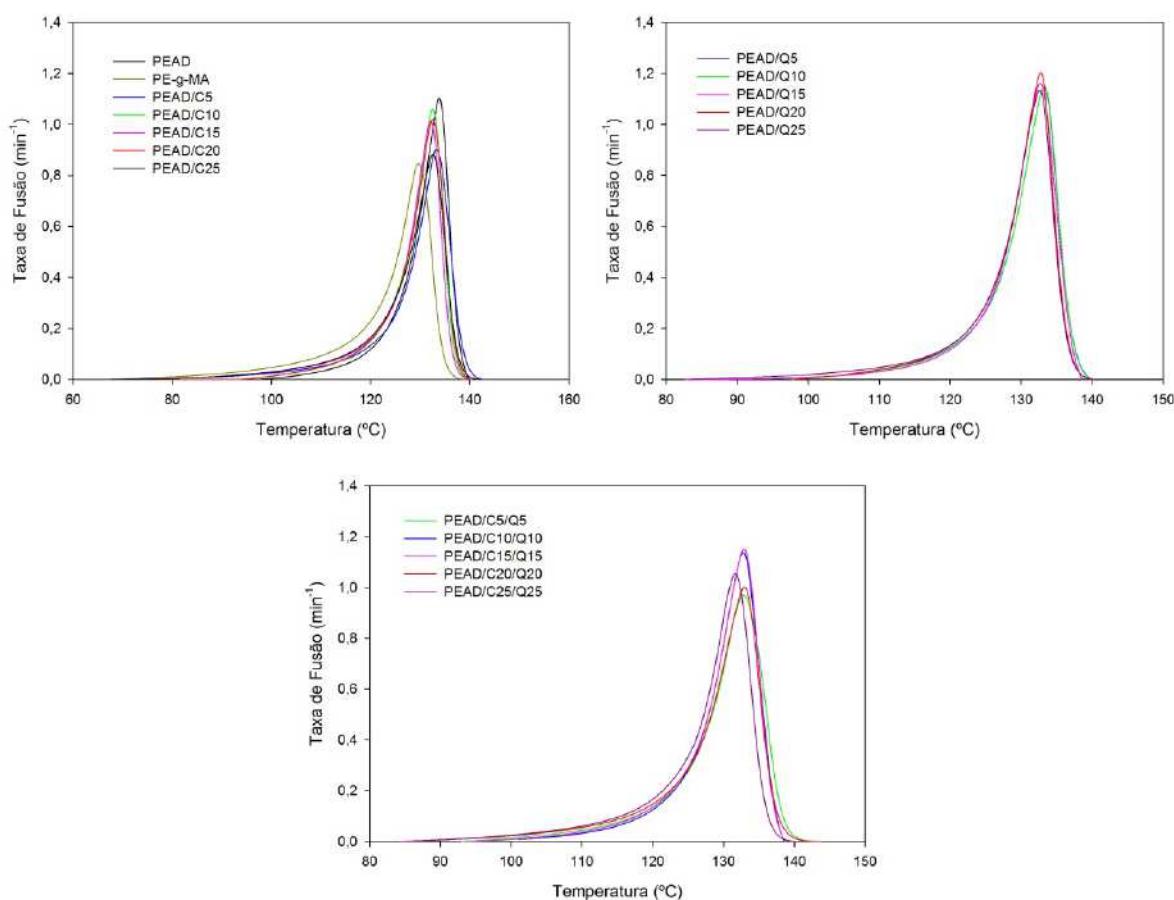 1,4
1,2
1,0
0,8
0,6
0,4
0,2
0,0
Taxa de Fusão (min⁻¹)
PEAD
PE-g-MA
PEAD/C5
PEAD/C10
PEAD/C15
PEAD/C20
PEAD/C25
60 80 100 120 140 160
Temperatura (ºC)
1,4
1,2
1,0
0,8
0,6
0,4
0,2
0,0
Taxa de Fusão (min⁻¹)
PEAD/Q5
PEAD/Q10
PEAD/Q15
PEAD/Q20
PEAD/Q25
80 90 100 110 120 130 140 150
Temperatura (ºC)
1,4
1,2
1,0
0,8
0,6
0,4
0,2
0,0
Taxa de Fusão (min⁻¹)
PEAD/C5/Q5
PEAD/C10/Q10
PEAD/C15/Q15
PEAD/C20/Q20
PEAD/C25/Q25
80 90 100 110 120 130 140 150
Temperatura (ºC)